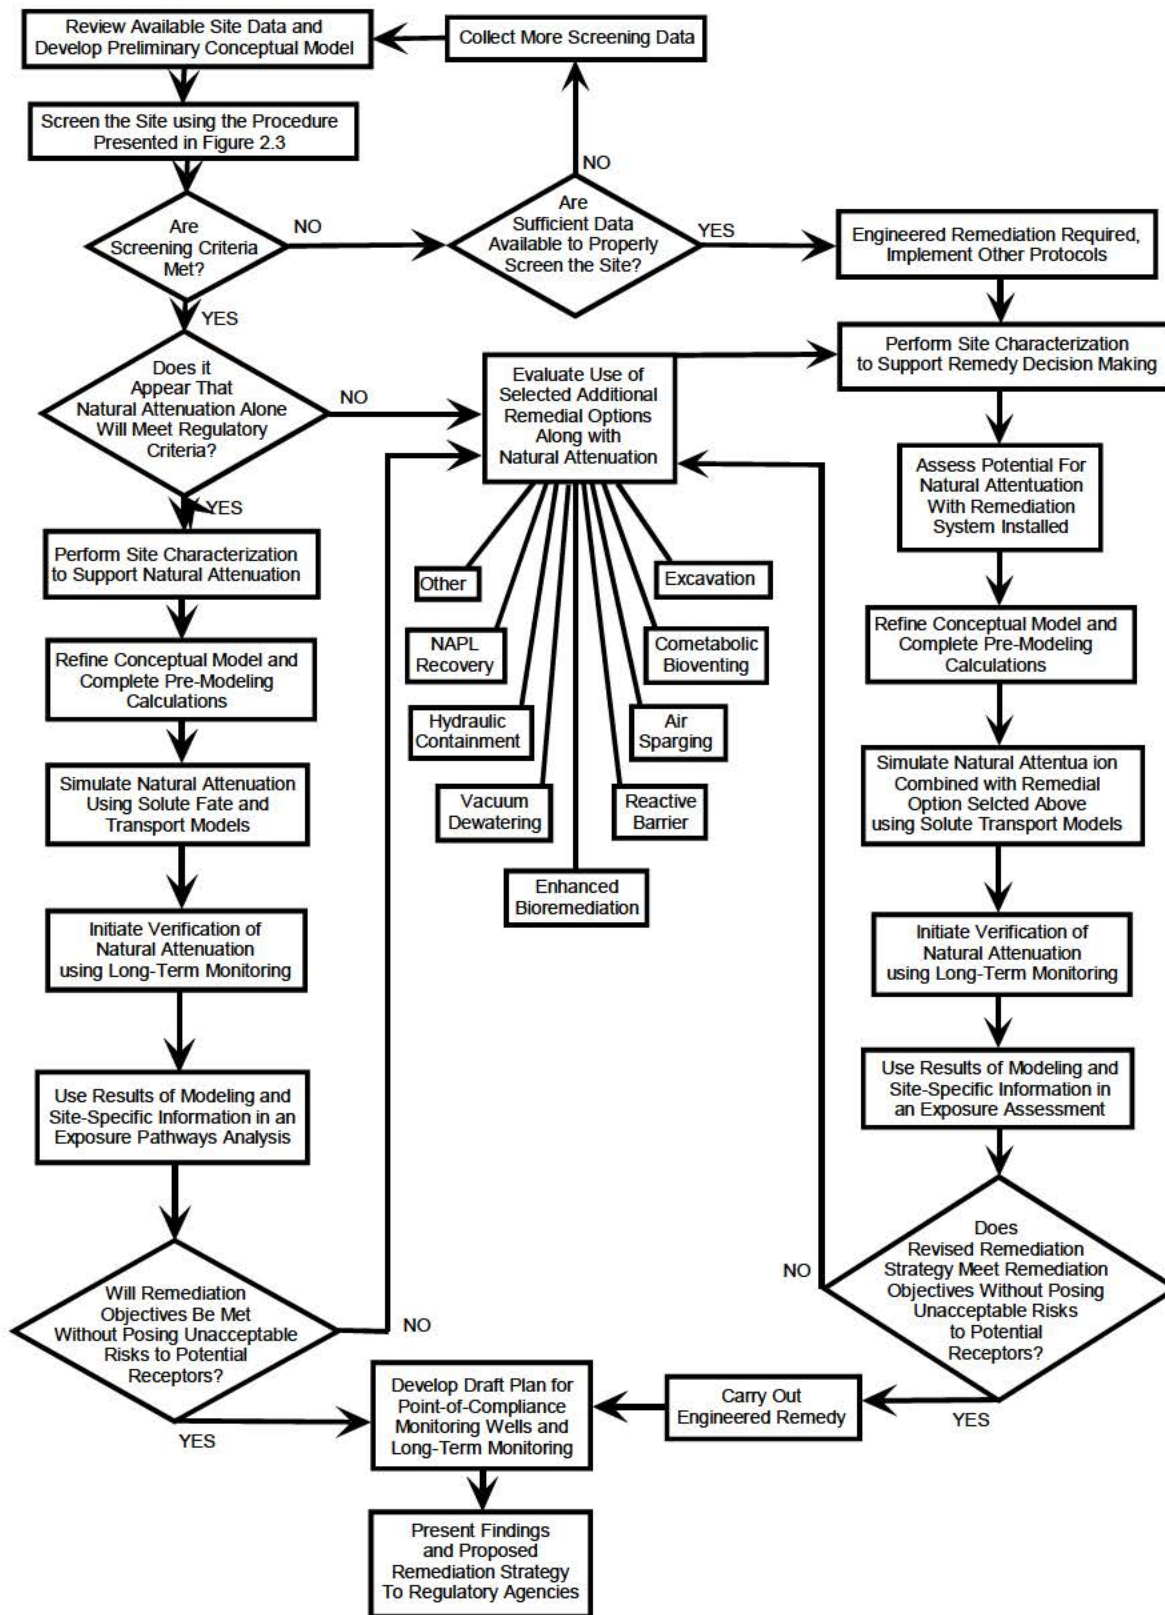 Review Available Site Data and
Develop Preliminary Conceptual Model
Collect More Screening Data
Screen the Site using the Procedure
Presented in Figure 2.3
NO
Are
Screening Criteria
Met?
NO
Are
Sufficient Data
Available to Properly
Screen the Site?
YES
Engineered Remediation Required,
Implement Other Protocols
YES
Does it
Appear That
Natural Attenuation Alone
Will Meet Regulatory
Criteria?
NO
Evaluate Use of
Selected Additional
Remedial Options
Along with
Natural Attenuation
Perform Site Characterization
to Support Remedy Decision Making
YES
Perform Site Characterization
to Support Natural Attenuation
Assess Potential For
Natural Attentuation
With Remediation
System Installed
Other
Excavation
NAPL
Recovery
Cometabolic
Bioventing
Hydraulic
Containment
Air
Sparging
Vacuum
Dewatering
Reactive
Barrier
Enhanced
Bioremediation
Refine Conceptual Model and
Complete Pre-Modeling
Calculations
Refine Conceptual Model and
Complete Pre-Modeling
Calculations
Simulate Natural Attenuation
Using Solute Fate and
Transport Models
Simulate Natural Attentua ion
Combined with Remedial
Option Selcted Above
using Solute Transport Models
Initiate Verification of
Natural Attenuation
using Long-Term Monitoring
Initiate Verification of
Natural Attenuation
using Long-Term Monitoring
Use Results of Modeling and
Site-Specific Information in an
Exposure Pathways Analysis
Use Results of Modeling and
Site-Specific Information in
an Exposure Assessment
Will Remediation
Objectives Be Met
Without Posing Unacceptable
Risks to Potential
Receptors?
NO
NO
Does
Revised Remediation
Strategy Meet Remediation
Objectives Without Posing
Unacceptable Risks
to Potential
Receptors?
YES
Develop Draft Plan for
Point-of-Compliance
Monitoring Wells and
Long-Term Monitoring
Carry Out
Engineered Remedy
YES
Present Findings
and Proposed
Remediation Strategy
To Regulatory Agencies